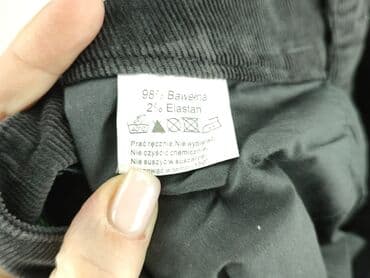 98% Bawełna
2% Elastan
Prać ręcznie Nie wybielać
Nie czyścić chemicznie
Nie suszyć w suszarce